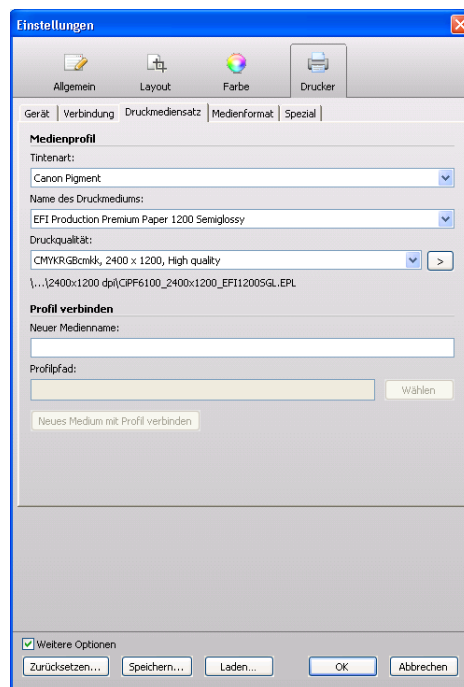 Einstellungen
Allgemein Layout Farbe Drucker
Gerät Verbindung Druckmediensatz Medienformat Spezial
Medienprofil
Tintenart:
Canon Pigment
Name des Druckmediums:
EFI Production Premium Paper 1200 Semiglossy
Druckqualität:
CMYKRGBcmkk, 2400 x 1200, High quality >
\...\2400x1200 dpi\CiPF6100_2400x1200_EFI1200SGL.EPL
Profil verbinden
Neuer Medienname:
Profilpfad:
Wählen
Neues Medium mit Profil verbinden
Weitere Optionen
Zurücksetzen... Speichern... Laden... OK Abbrechen